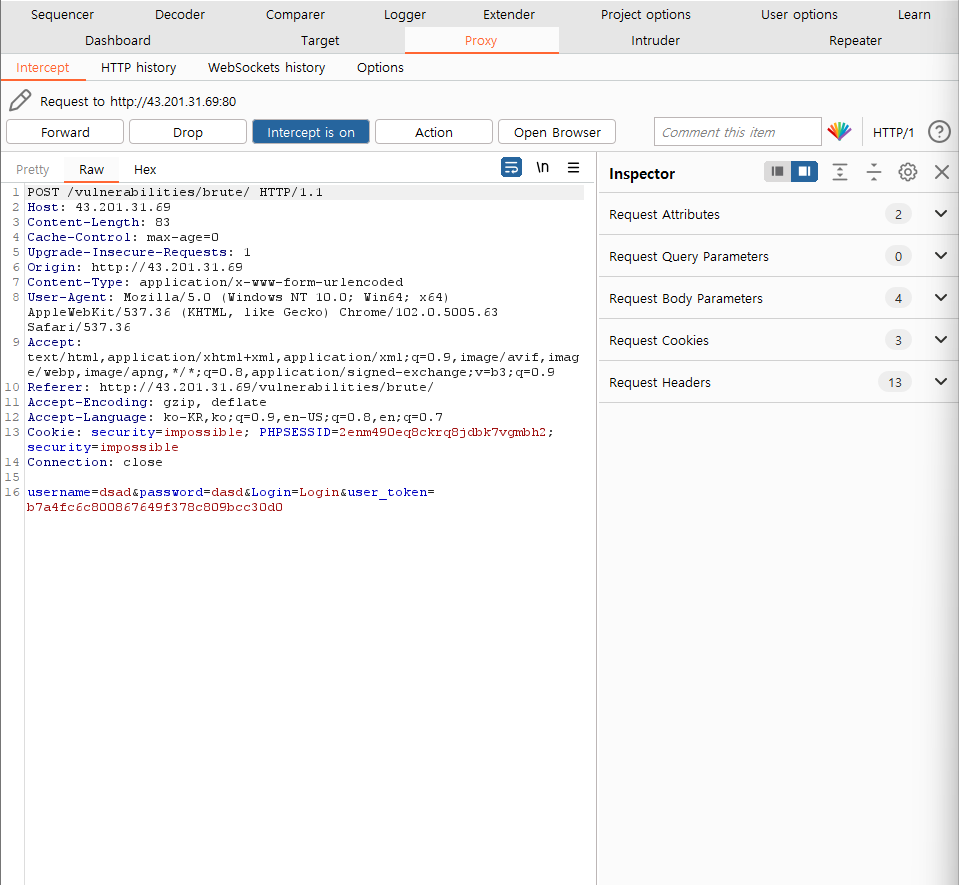 Sequencer Decoder Comparer Logger Extender Project options User options Learn
Dashboard Target Proxy Intruder Repeater
Intercept HTTP history WebSockets history Options
Request to http://43.201.31.69:80
Forward Drop Intercept is on Action Open Browser Comment this item HTTP/1 ?
Pretty Raw Hex \n
Inspector
Request Attributes 2
Request Query Parameters 0
Request Body Parameters 4
Request Cookies 3
Request Headers 13
1 POST /vulnerabilities/brute/ HTTP/1.1
2 Host: 43.201.31.69
3 Content-Length: 83
4 Cache-Control: max-age=0
5 Upgrade-Insecure-Requests: 1
6 Origin: http://43.201.31.69
7 Content-Type: application/x-www-form-urlencoded
8 User-Agent: Mozilla/5.0 (Windows NT 10.0; Win64; x64)
AppleWebKit/537.36 (KHTML, like Gecko) Chrome/102.0.5005.63
Safari/537.36
9 Accept:
text/html,application/xhtml+xml,application/xml;q=0.9,image/avif,imag
e/webp,image/apng,*/*;q=0.8,application/signed-exchange;v=b3;q=0.9
10 Referer: http://43.201.31.69/vulnerabilities/brute/
11 Accept-Encoding: gzip, deflate
12 Accept-Language: ko-KR,ko;q=0.9,en-US;q=0.8,en;q=0.7
13 Cookie: security=impossible; PHPSESSID=2enm490eq8ckrq8jdbk7vgmbh2;
security=impossible
14 Connection: close
15
16 username=dsad&password=dasd&Login=Login&user_token=
b7a4fc6c800867649f378c809bcc30d0